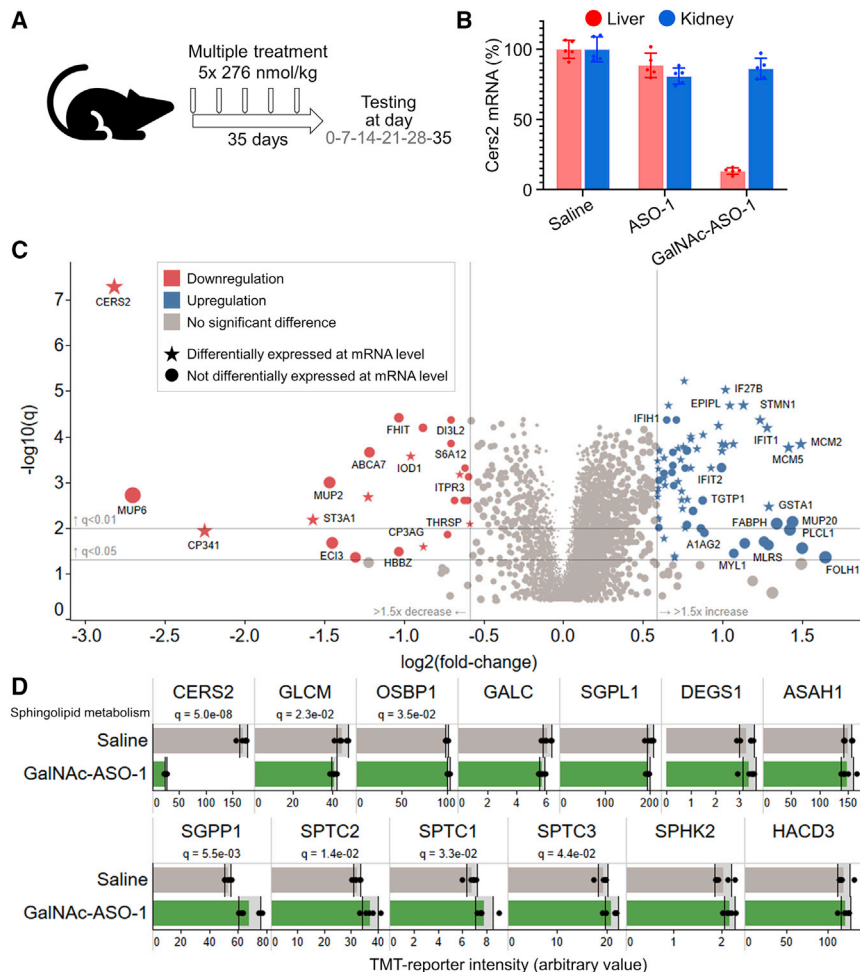 A
Multiple treatment
5x 276 nmol/kg
35 days
Testing
at day
0-7-14-21-28-35
B
Liver Kidney
Cers2 mRNA (%)
100
50
0
Saline
ASO-1
GalNAc-ASO-1
C
Downregulation
Upregulation
No significant difference
Differentially expressed at mRNA level
Not differentially expressed at mRNA level
-log10(q)
7
6
5
4
3
2
1
0
CERS2
FHIT
DI3L2
ABCA7
IOD1
S6A12
MUP2
ITPR3
MUP6
ST3A1
CP341
CP3AG
THRSP
ECI3
HBBZ
IF27B
EPIPL
STMN1
IFIH1
IFIT1
MCM2
MCM5
IFIT2
TGTP1
GSTA1
FABPH
MUP20
PLCL1
A1AG2
MLRS
MYL1
FOLH1
↑ q<0.01
↑ q<0.05
>1.5x decrease ←
→ >1.5x increase
-3.0 -2.5 -2.0 -1.5 -1.0 -0.5 0.0 0.5 1.0 1.5
log2(fold-change)
D
CERS2 GLCM OSBP1 GALC SGPL1 DEGS1 ASAH1
Sphingolipid metabolism
q = 5.0e-08 q = 2.3e-02 q = 3.5e-02
Saline
GalNAc-ASO-1
0 50 100 150 0 20 40 0 50 100 0 2 4 6 0 100 200 0 1 2 3 0 50 100 150
SGPP1 SPTC2 SPTC1 SPTC3 SPHK2 HACD3
q = 5.5e-03 q = 1.4e-02 q = 3.3e-02 q = 4.4e-02
Saline
GalNAc-ASO-1
0 20 40 60 80 0 10 20 30 40 0 2 4 6 8 0 10 20 0 1 2 0 50 100
TMT-reporter intensity (arbitrary value)